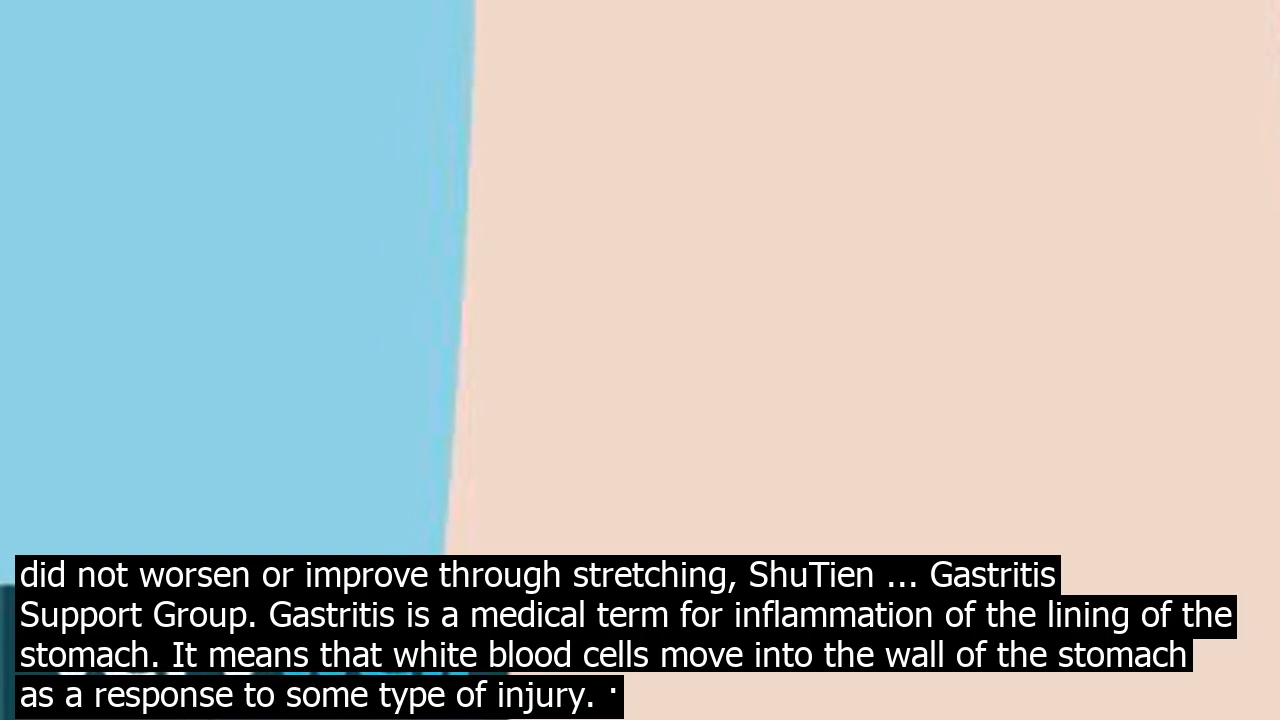 did not worsen or improve through stretching, ShuTien ... Gastritis
Support Group. Gastritis is a medical term for inflammation of the lining of the
stomach. It means that white blood cells move into the wall of the stomach
as a response to some type of injury. ·